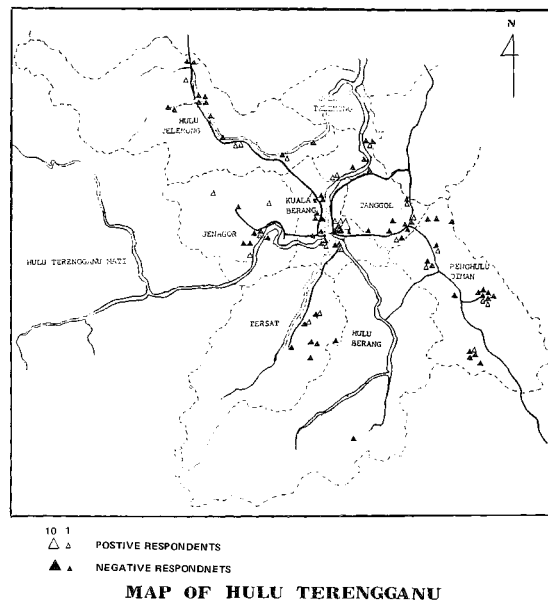 N
HULU
TELEMONG
TELEMONG
KUALA
BERANG
TANGGOL
JENAGOR
HULU TERENGGANU MATI
PENGHULU
DIMAN
TERSAT
HULU
BERANG
10 1
POSTIVE RESPONDENTS
NEGATIVE RESPONDNETS
MAP OF HULU TERENGGANU